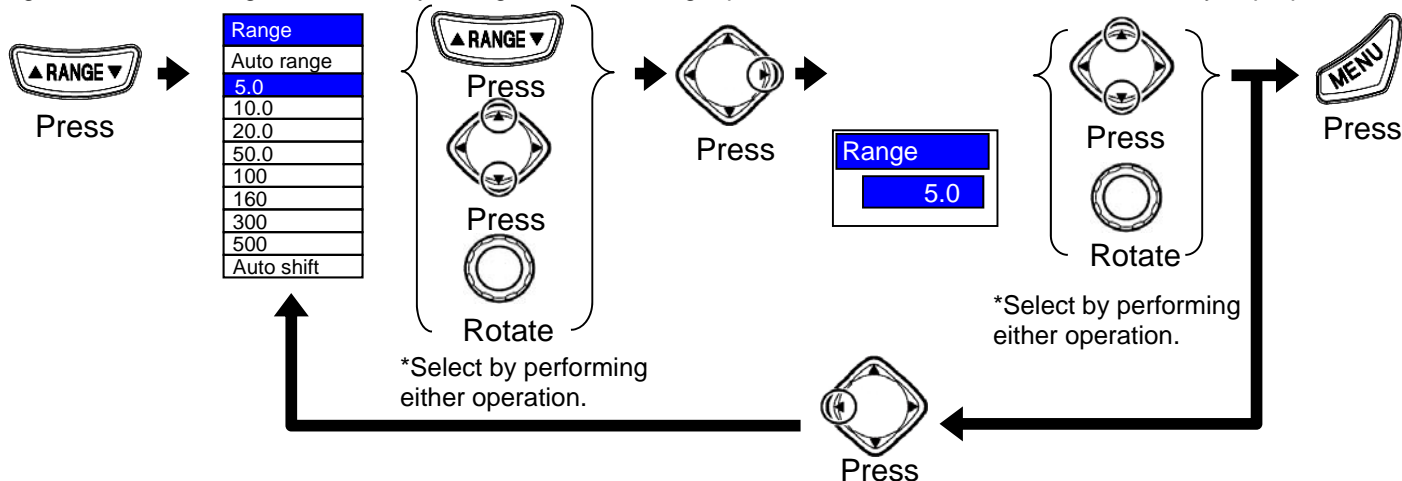 ▲ RANGE ▼
Press
Range
Auto range
5.0
10.0
20.0
50.0
100
160
300
500
Auto shift
▲ RANGE ▼
Press
Press
Rotate
*Select by performing
either operation.
Press
Range
5.0
Press
Rotate
*Select by performing
either operation.
MENU
Press
Press